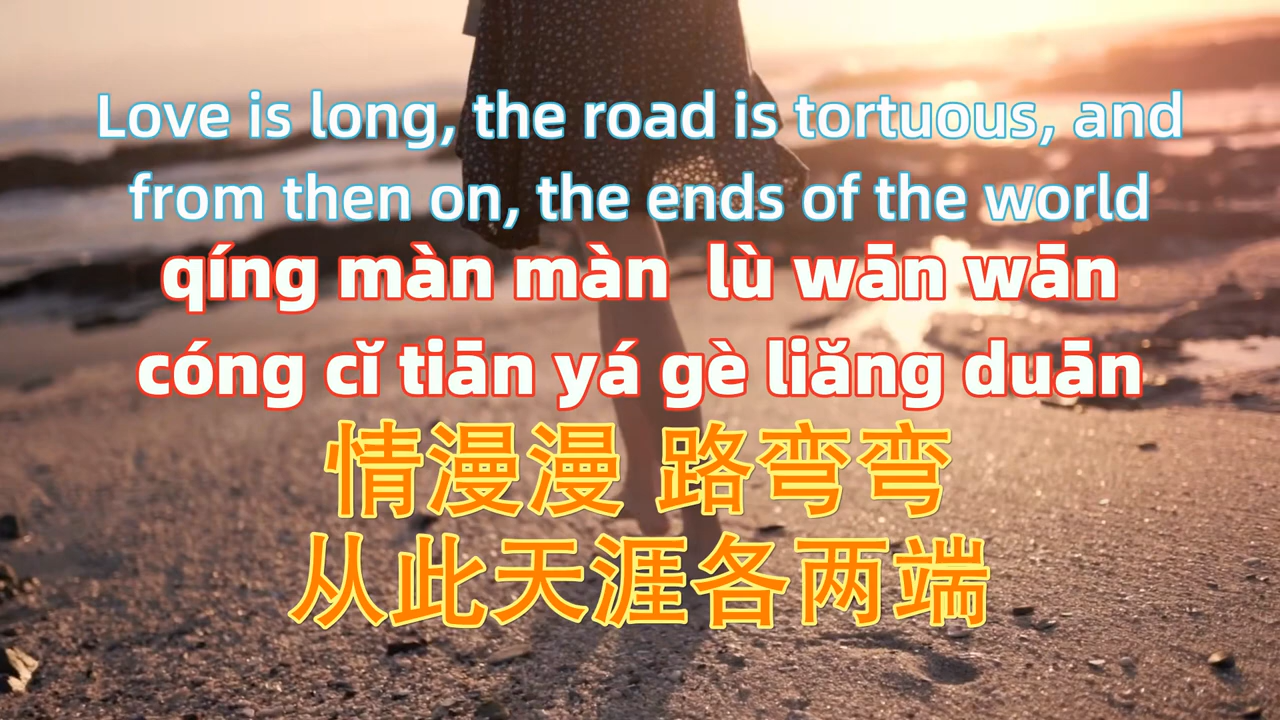 Love is long, the road is tortuous, and
from then on, the ends of the world
qíng màn màn  lù wān wān
cóng cǐ tiān yá gè liǎng duān
情漫漫 路弯弯
从此天涯各两端